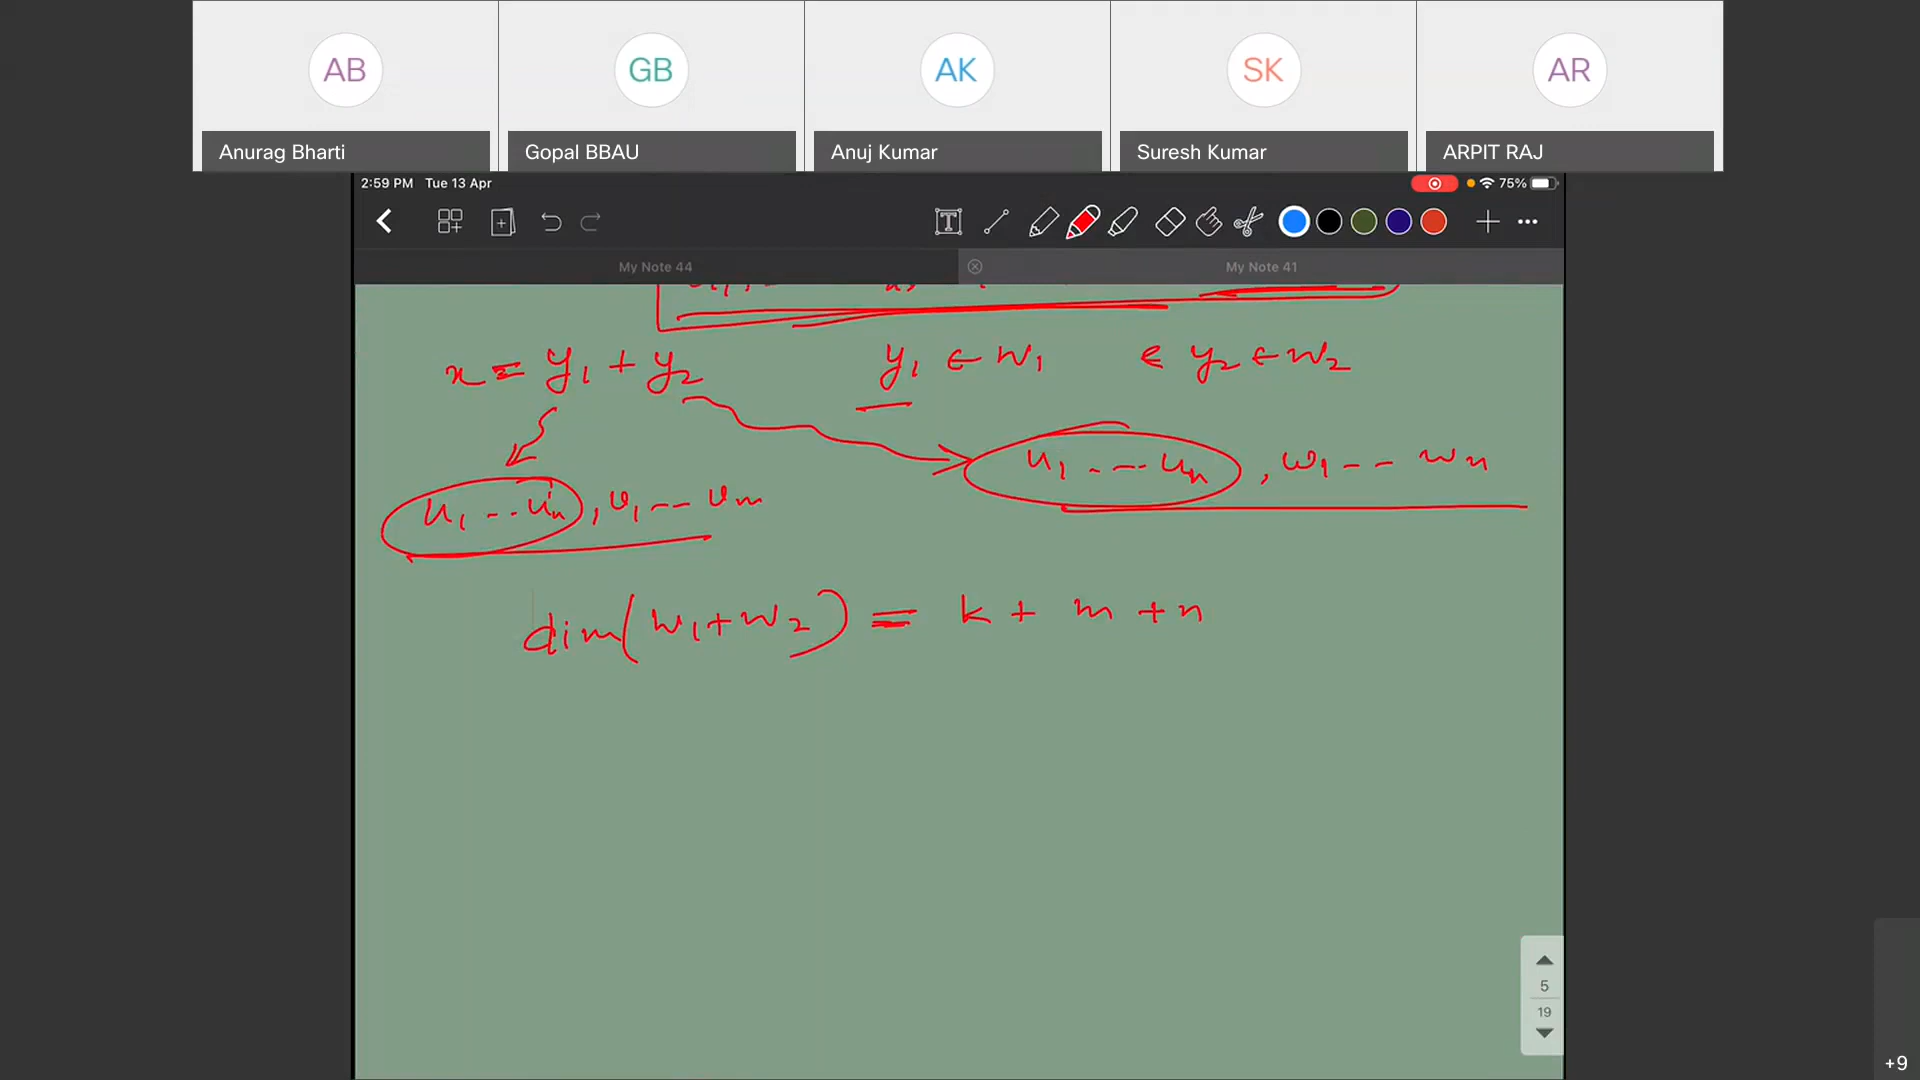 AB GB AK SK AR
Anurag Bharti Gopal BBAU Anuj Kumar Suresh Kumar ARPIT RAJ
2:59 PM Tue 13 Apr 75%
T
My Note 44 My Note 41
x = y₁ + y₂ y₁ ∈ W₁ & y₂ ∈ W₂
u₁ ... uₖ, w₁ -- wₙ
u₁ ... uₖ, v₁ -- vₘ
dim(W₁+W₂) = k + m + n
5
19
+9